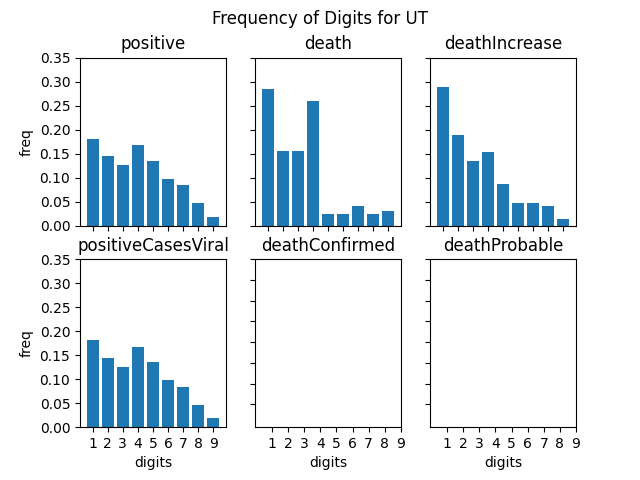 Frequency of Digits for UT
positive death deathIncrease
0.35
0.30
0.25
0.20
0.15
0.10
0.05
0.00
freq
positiveCasesViral deathConfirmed deathProbable
0.35
0.30
0.25
0.20
0.15
0.10
0.05
0.00
freq
1 2 3 4 5 6 7 8 9 1 2 3 4 5 6 7 8 9 1 2 3 4 5 6 7 8 9
digits digits digits